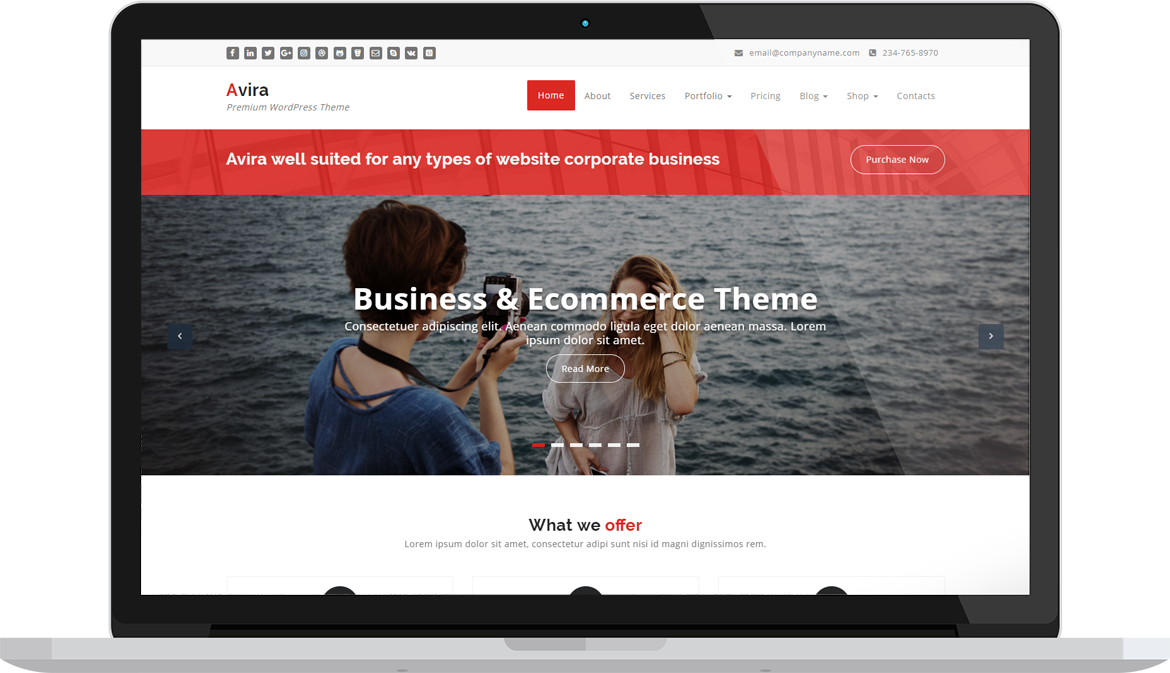 email@companyname.com 234-765-8970
Avira
Premium WordPress Theme
Home About Services Portfolio Pricing Blog Shop Contacts
Avira well suited for any types of website corporate business
Purchase Now
Business & Ecommerce Theme
Consectetuer adipiscing elit. Aenean commodo ligula eget dolor aenean massa. Lorem
ipsum dolor sit amet.
Read More
What we offer
Lorem ipsum dolor sit amet, consectetur adipi sunt nisi id magni dignissimos rem.